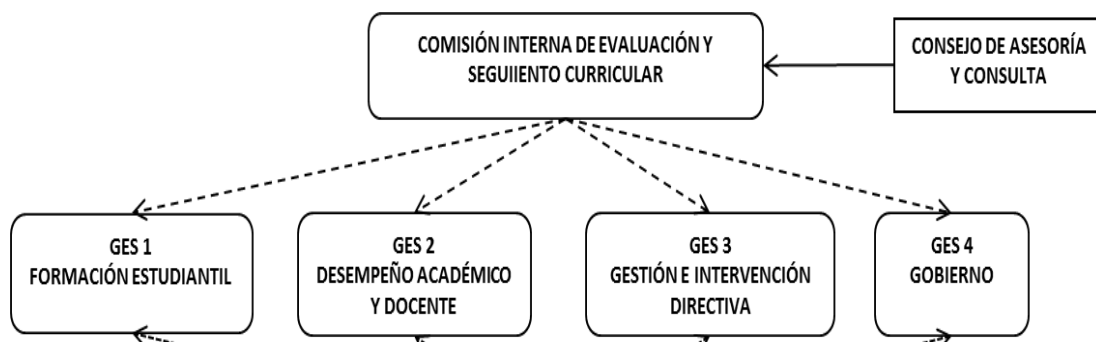 COMISIÓN INTERNA DE EVALUACIÓN Y
SEGUIIENTO CURRICULAR
CONSEJO DE ASESORÍA
Y CONSULTA
GES 1
FORMACIÓN ESTUDIANTIL
GES 2
DESEMPEÑO ACADÉMICO
Y DOCENTE
GES 3
GESTIÓN E INTERVENCIÓN
DIRECTIVA
GES 4
GOBIERNO